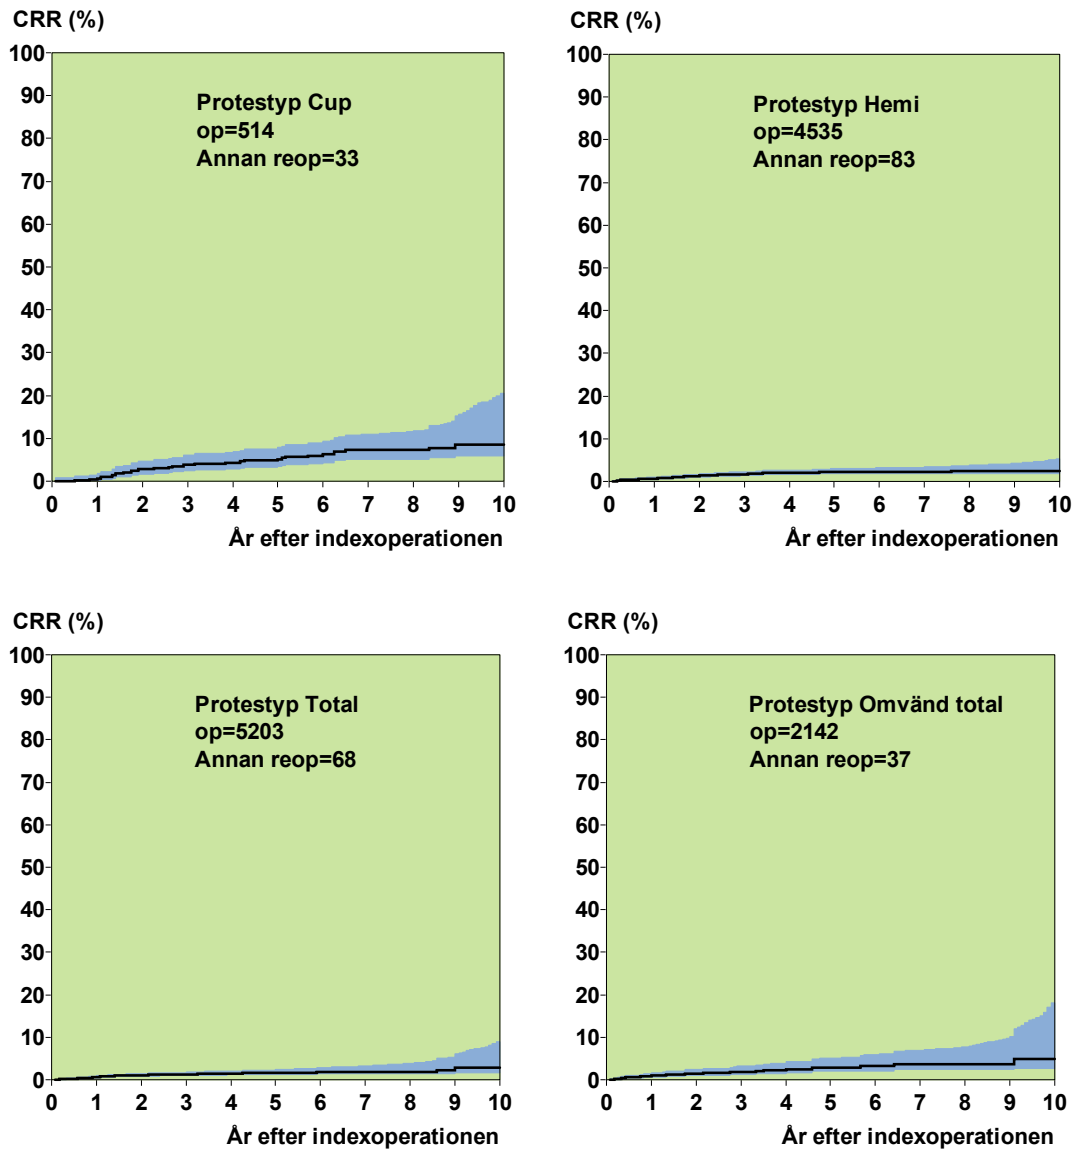 CRR (%)
100
90
80
70
60
50
40
30
20
10
0
Protestyp Cup
op=514
Annan reop=33
0 1 2 3 4 5 6 7 8 9 10
År efter indexoperationen
CRR (%)
100
90
80
70
60
50
40
30
20
10
0
Protestyp Hemi
op=4535
Annan reop=83
0 1 2 3 4 5 6 7 8 9 10
År efter indexoperationen
CRR (%)
100
90
80
70
60
50
40
30
20
10
0
Protestyp Total
op=5203
Annan reop=68
0 1 2 3 4 5 6 7 8 9 10
År efter indexoperationen
CRR (%)
100
90
80
70
60
50
40
30
20
10
0
Protestyp Omvänd total
op=2142
Annan reop=37
0 1 2 3 4 5 6 7 8 9 10
År efter indexoperationen